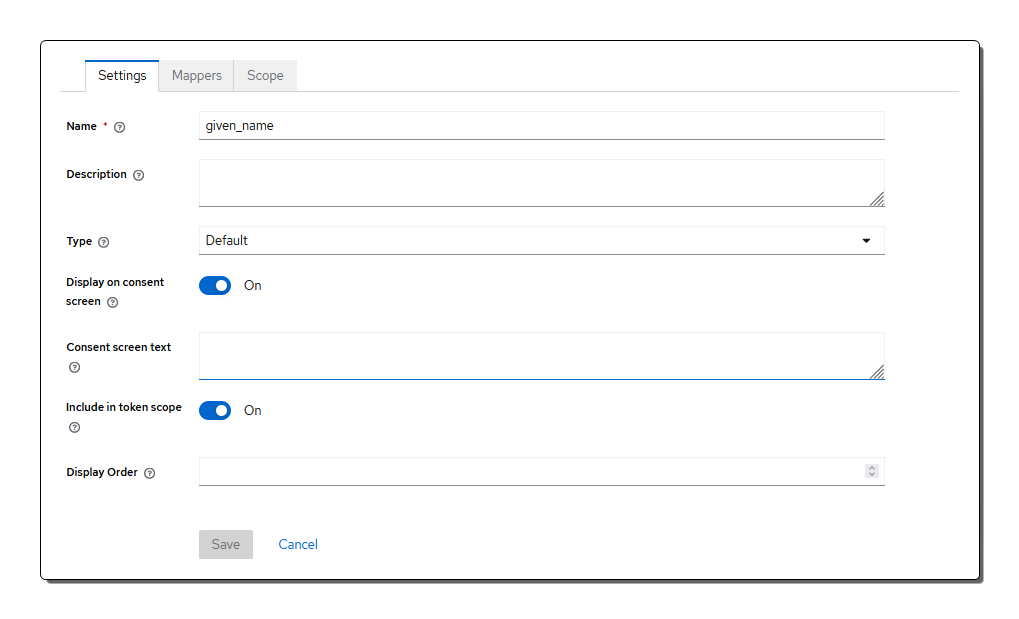 Settings Mappers Scope
Name *
given_name
Description
Type
Default
Display on consent
screen
On
Consent screen text
Include in token scope
On
Display Order
Save Cancel